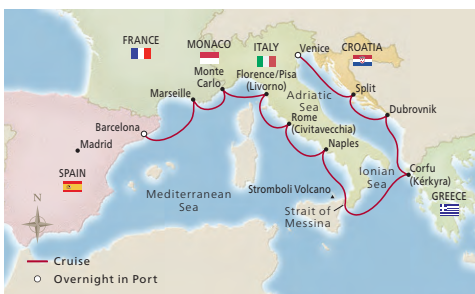 FRANCE
MONACO
ITALY
CROATIA
Venice
Monte
Carlo
Florence/Pisa
(Livorno)
Marseille
Split
Adriatic
Sea
Dubrovnik
Barcelona
Rome
(Civitavecchia)
Madrid
Naples
SPAIN
Ionian
Sea
Corfu
(Kérkyra)
Mediterranean
Sea
Stromboli Volcano
GREECE
Strait of
Messina
N
Cruise
Overnight in Port